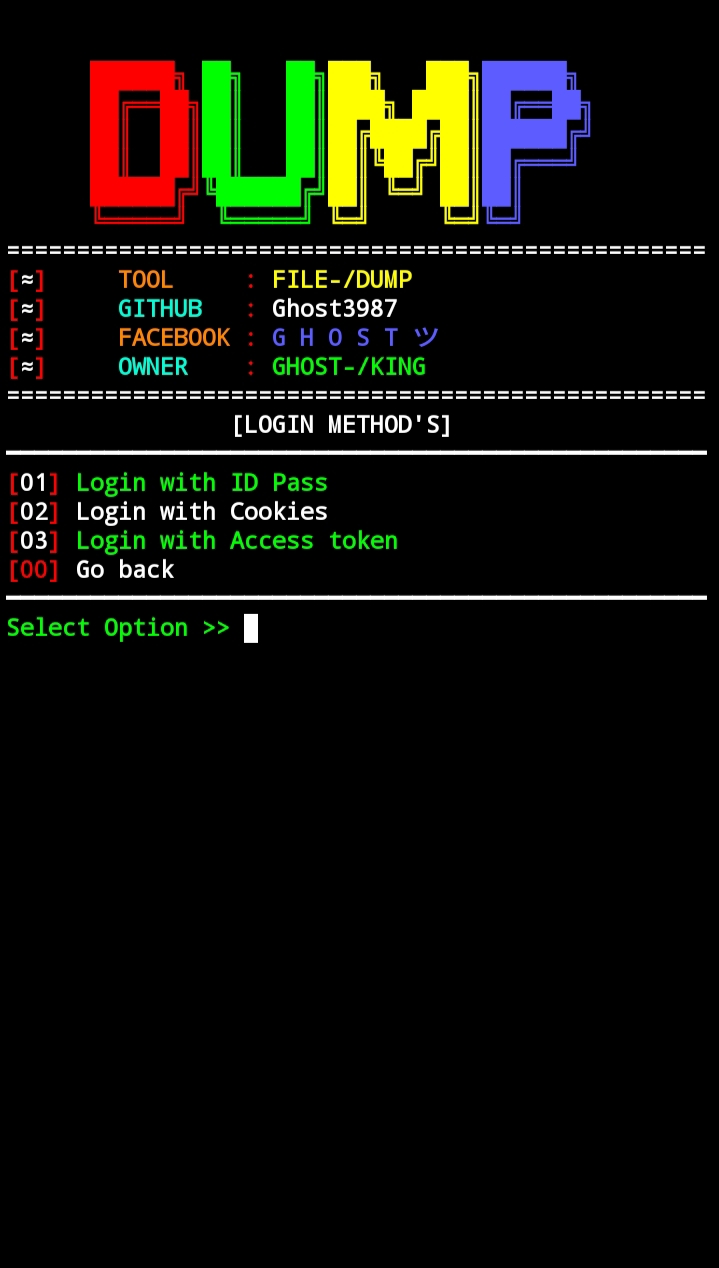 DUMP
==================================================
[≈] TOOL : FILE-/DUMP
[≈] GITHUB : Ghost3987
[≈] FACEBOOK : G H O S T ツ
[≈] OWNER : GHOST-/KING
==================================================
[LOGIN METHOD'S]
[01] Login with ID Pass
[02] Login with Cookies
[03] Login with Access token
[00] Go back
Select Option >>